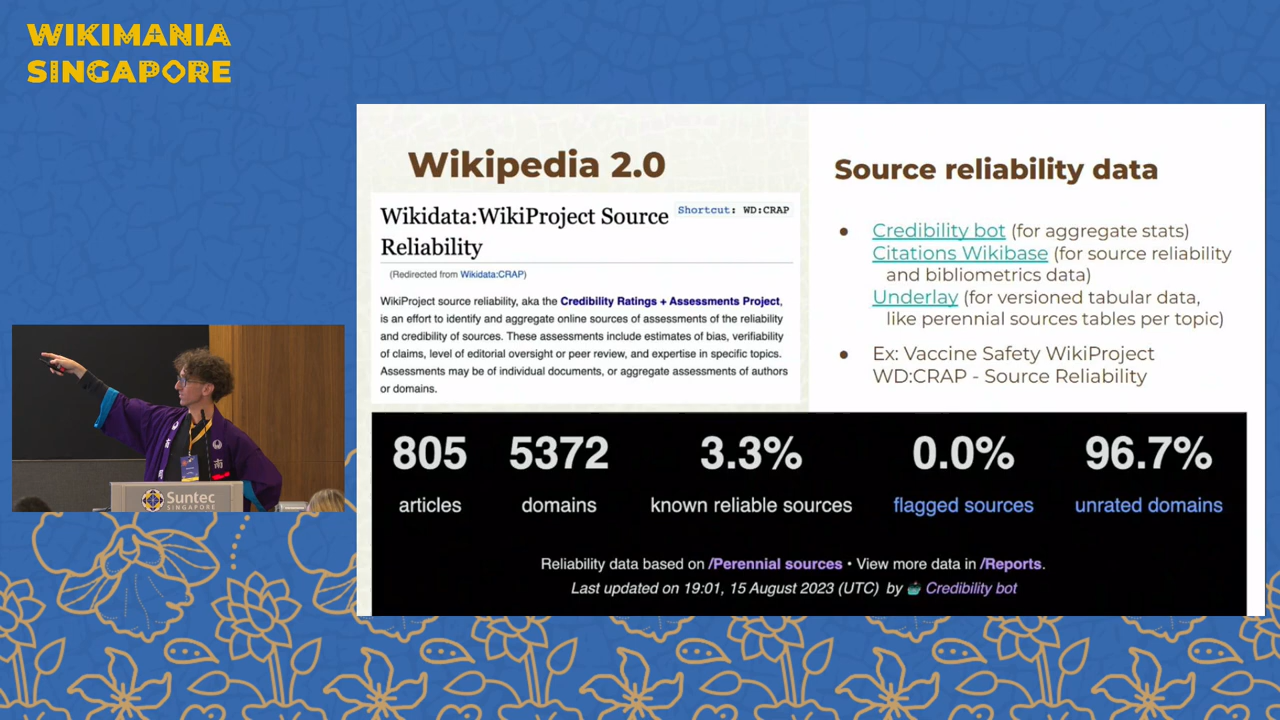 WIKIMANIA
SINGAPORE
Wikipedia 2.0
Wikidata:WikiProject Source
Reliability
Shortcut: WD:CRAP
(Redirected from Wikidata:CRAP)
WikiProject source reliability, aka the Credibility Ratings + Assessments Project,
is an effort to identify and aggregate online sources of assessments of the reliability
and credibility of sources. These assessments include estimates of bias, verifiability
of claims, level of editorial oversight or peer review, and expertise in specific topics.
Assessments may be of individual documents, or aggregate assessments of authors
or domains.
Source reliability data
● Credibility bot (for aggregate stats)
Citations Wikibase (for source reliability
and bibliometrics data)
Underlay (for versioned tabular data,
like perennial sources tables per topic)
● Ex: Vaccine Safety WikiProject
WD:CRAP - Source Reliability
805 5372 3.3% 0.0% 96.7%
articles domains known reliable sources flagged sources unrated domains
Reliability data based on /Perennial sources • View more data in /Reports.
Last updated on 19:01, 15 August 2023 (UTC) by Credibility bot
南
南
Suntec
SINGAPORE